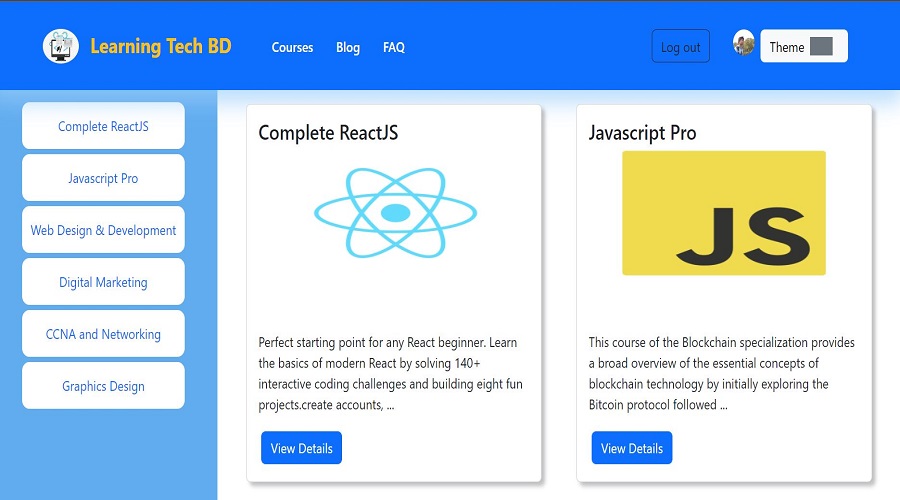 Learning Tech BD
Courses Blog FAQ
Log out
Theme
Complete ReactJS
Javascript Pro
Web Design & Development
Digital Marketing
CCNA and Networking
Graphics Design
Complete ReactJS
Perfect starting point for any React beginner. Learn
the basics of modern React by solving 140+
interactive coding challenges and building eight fun
projects.create accounts, ...
View Details
Javascript Pro
JS
This course of the Blockchain specialization provides
a broad overview of the essential concepts of
blockchain technology by initially exploring the
Bitcoin protocol followed ...
View Details